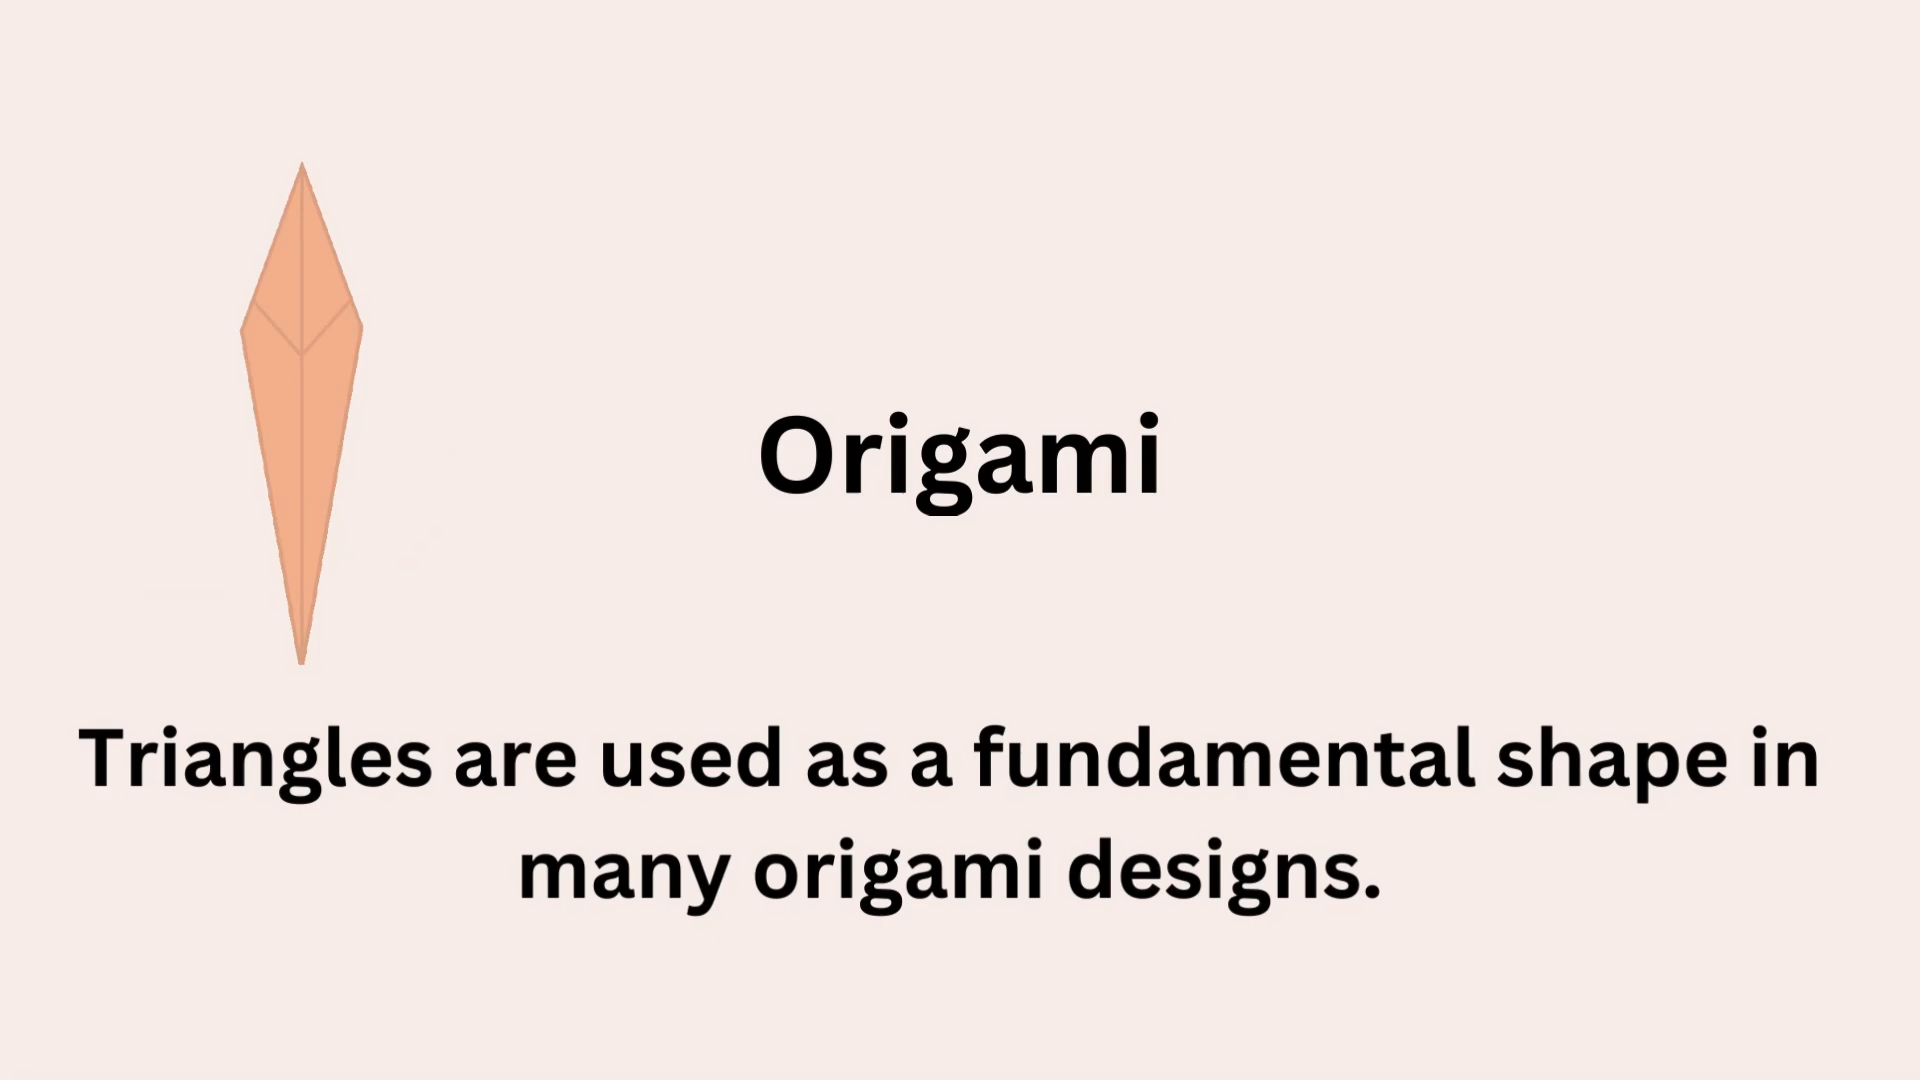 Origami
Triangles are used as a fundamental shape in
many origami designs.